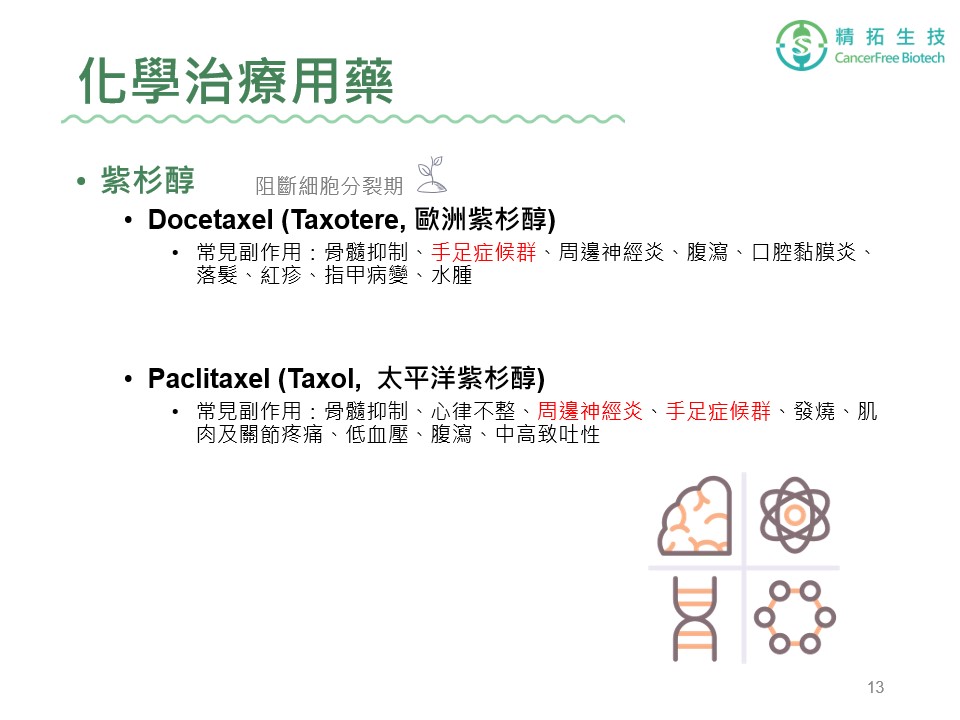 精拓生技
CancerFree Biotech
化學治療用藥
• 紫杉醇 阻斷細胞分裂期
• Docetaxel (Taxotere, 歐洲紫杉醇)
• 常見副作用：骨髓抑制、手足症候群、周邊神經炎、腹瀉、口腔黏膜炎、
落髮、紅疹、指甲病變、水腫
• Paclitaxel (Taxol, 太平洋紫杉醇)
• 常見副作用：骨髓抑制、心律不整、周邊神經炎、手足症候群、發燒、肌
肉及關節疼痛、低血壓、腹瀉、中高致吐性
13